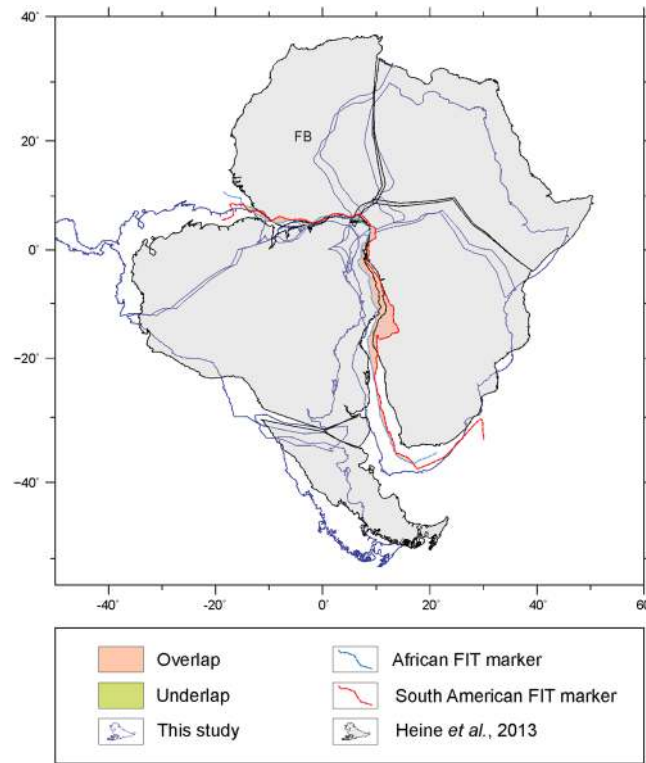 40˚
20˚
FB
0˚
−20˚
−40˚
−40˚ −20˚ 0˚ 20˚ 40˚ 60
Overlap
African FIT marker
Underlap
South American FIT marker
This study
Heine et al., 2013